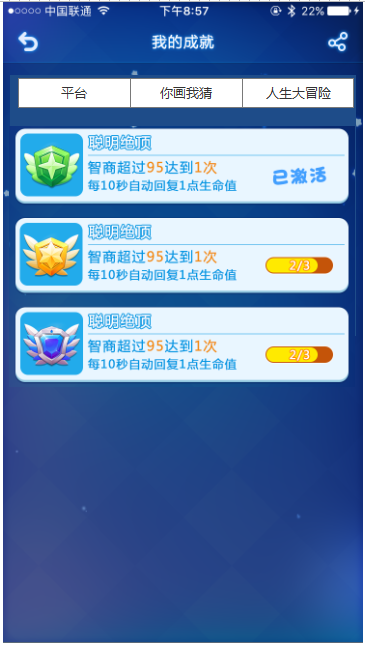 中国联通 下午8:57 22%
我的成就
平台 你画我猜 人生大冒险
聪明绝顶
智商超过95达到1次
每10秒自动回复1点生命值
已激活
聪明绝顶
智商超过95达到1次
每10秒自动回复1点生命值
2/3
聪明绝顶
智商超过95达到1次
每10秒自动回复1点生命值
2/3